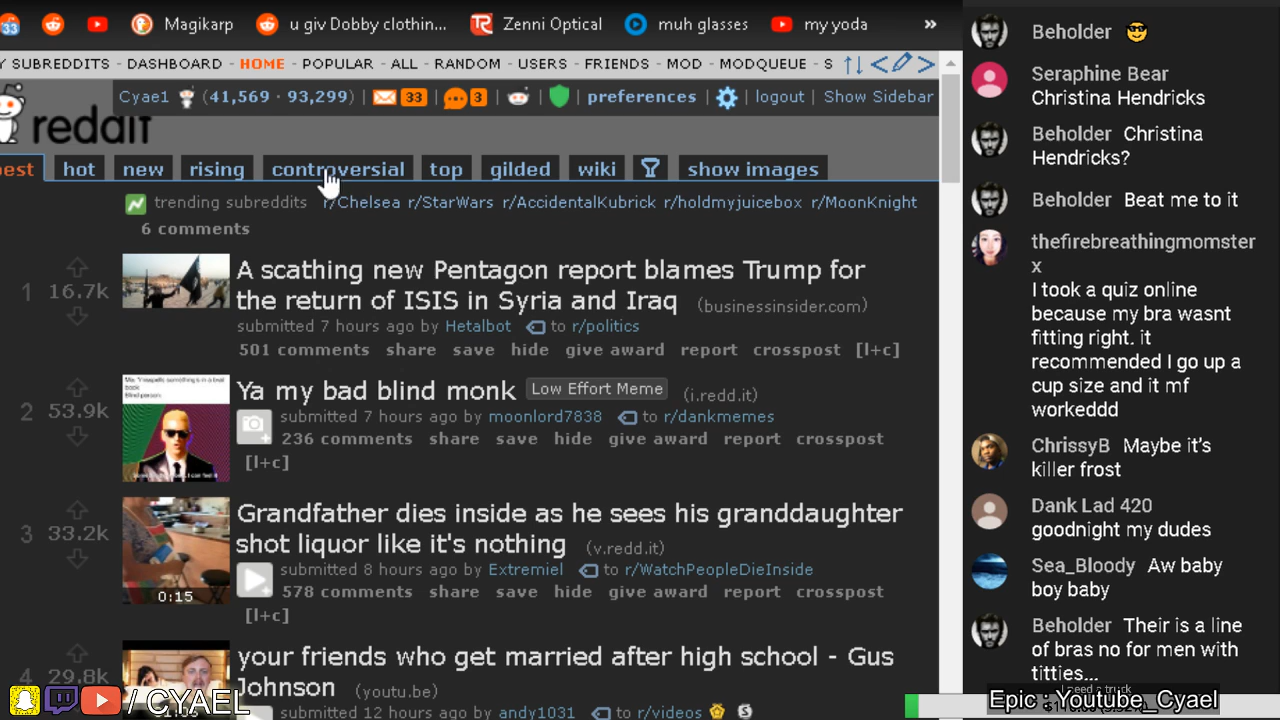 33
Magikarp
u giv Dobby clothin...
Zenni Optical
muh glasses
my yoda
»
Y SUBREDDITS - DASHBOARD - HOME - POPULAR - ALL - RANDOM - USERS - FRIENDS - MOD - MODQUEUE - S
Cyae1 (41,569 · 93,299) | 33 | 3 | | | preferences | | logout | Show Sidebar
reddit
best hot new rising controversial top gilded wiki show images
trending subreddits r/Chelsea r/StarWars r/AccidentalKubrick r/holdmyjuicebox r/MoonKnight
6 comments
1 16.7k
A scathing new Pentagon report blames Trump for
the return of ISIS in Syria and Iraq (businessinsider.com)
submitted 7 hours ago by Hetalbot to r/politics
501 comments share save hide give award report crosspost [l+c]
2 53.9k
Ya my bad blind monk Low Effort Meme (i.redd.it)
submitted 7 hours ago by moonlord7838 to r/dankmemes
236 comments share save hide give award report crosspost
[l+c]
3 33.2k
0:15
Grandfather dies inside as he sees his granddaughter
shot liquor like it's nothing (v.redd.it)
submitted 8 hours ago by Extremiel to r/WatchPeopleDieInside
578 comments share save hide give award report crosspost
[l+c]
4 29.8k
your friends who get married after high school - Gus
Johnson (youtu.be)
submitted 12 hours ago by andy1031 to r/videos
/ CYAEL
Beholder 😎
Seraphine Bear
Christina Hendricks
Beholder Christina
Hendricks?
Beholder Beat me to it
thefirebreathingmomster
x
I took a quiz online
because my bra wasnt
fitting right. it
recommended I go up a
cup size and it mf
workeddd
ChrissyB Maybe it's
killer frost
Dank Lad 420
goodnight my dudes
Sea_Bloody Aw baby
boy baby
Beholder Their is a line
of bras no for men with
titties...
Epic : Youtube_Cyael